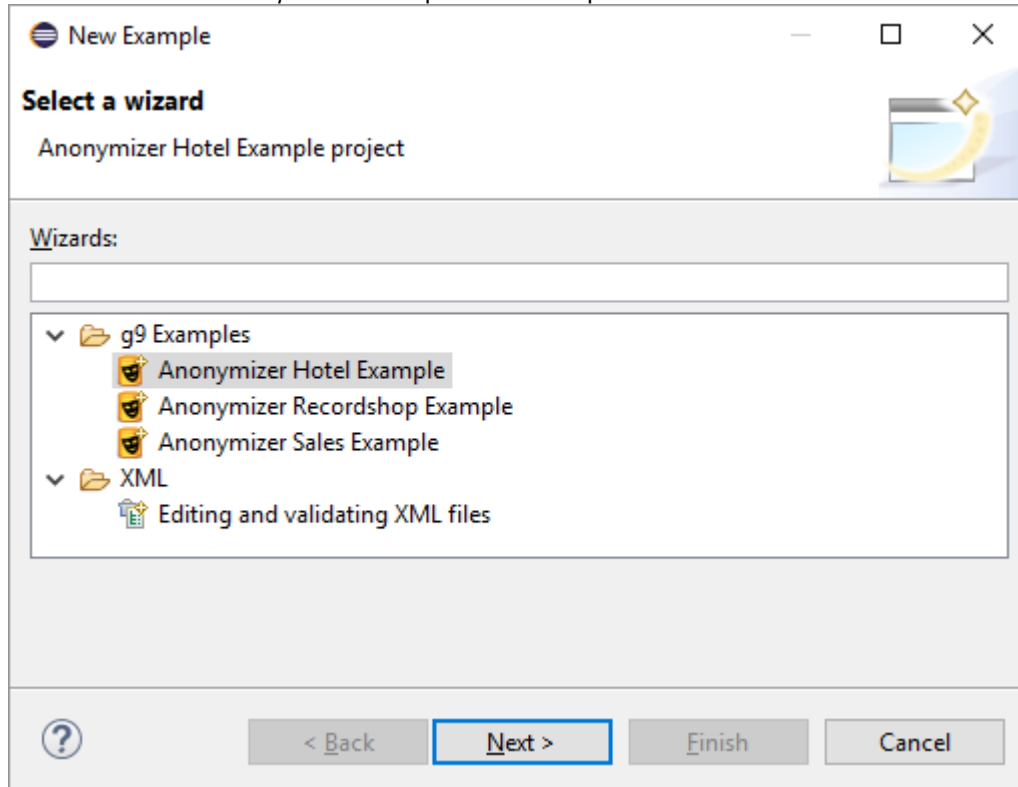 New Example
Select a wizard
Anonymizer Hotel Example project
Wizards:
g9 Examples
Anonymizer Hotel Example
Anonymizer Recordshop Example
Anonymizer Sales Example
XML
Editing and validating XML files
? < Back Next > Finish Cancel